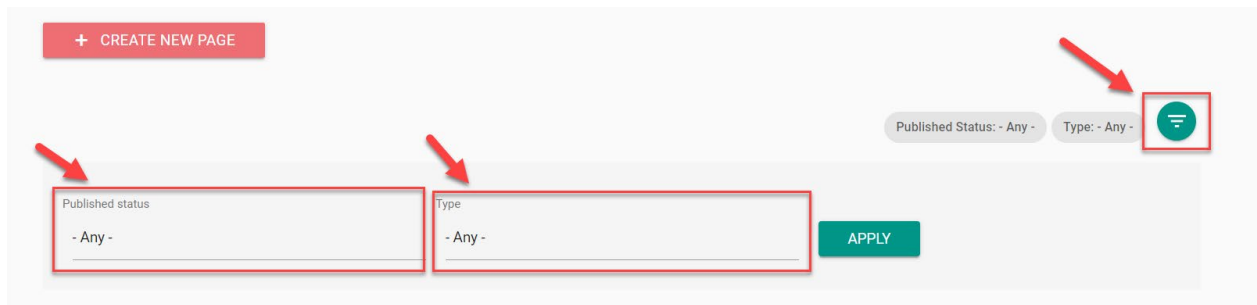 + CREATE NEW PAGE
Published Status: - Any -
Type: - Any -
Published status
- Any -
Type
- Any -
APPLY